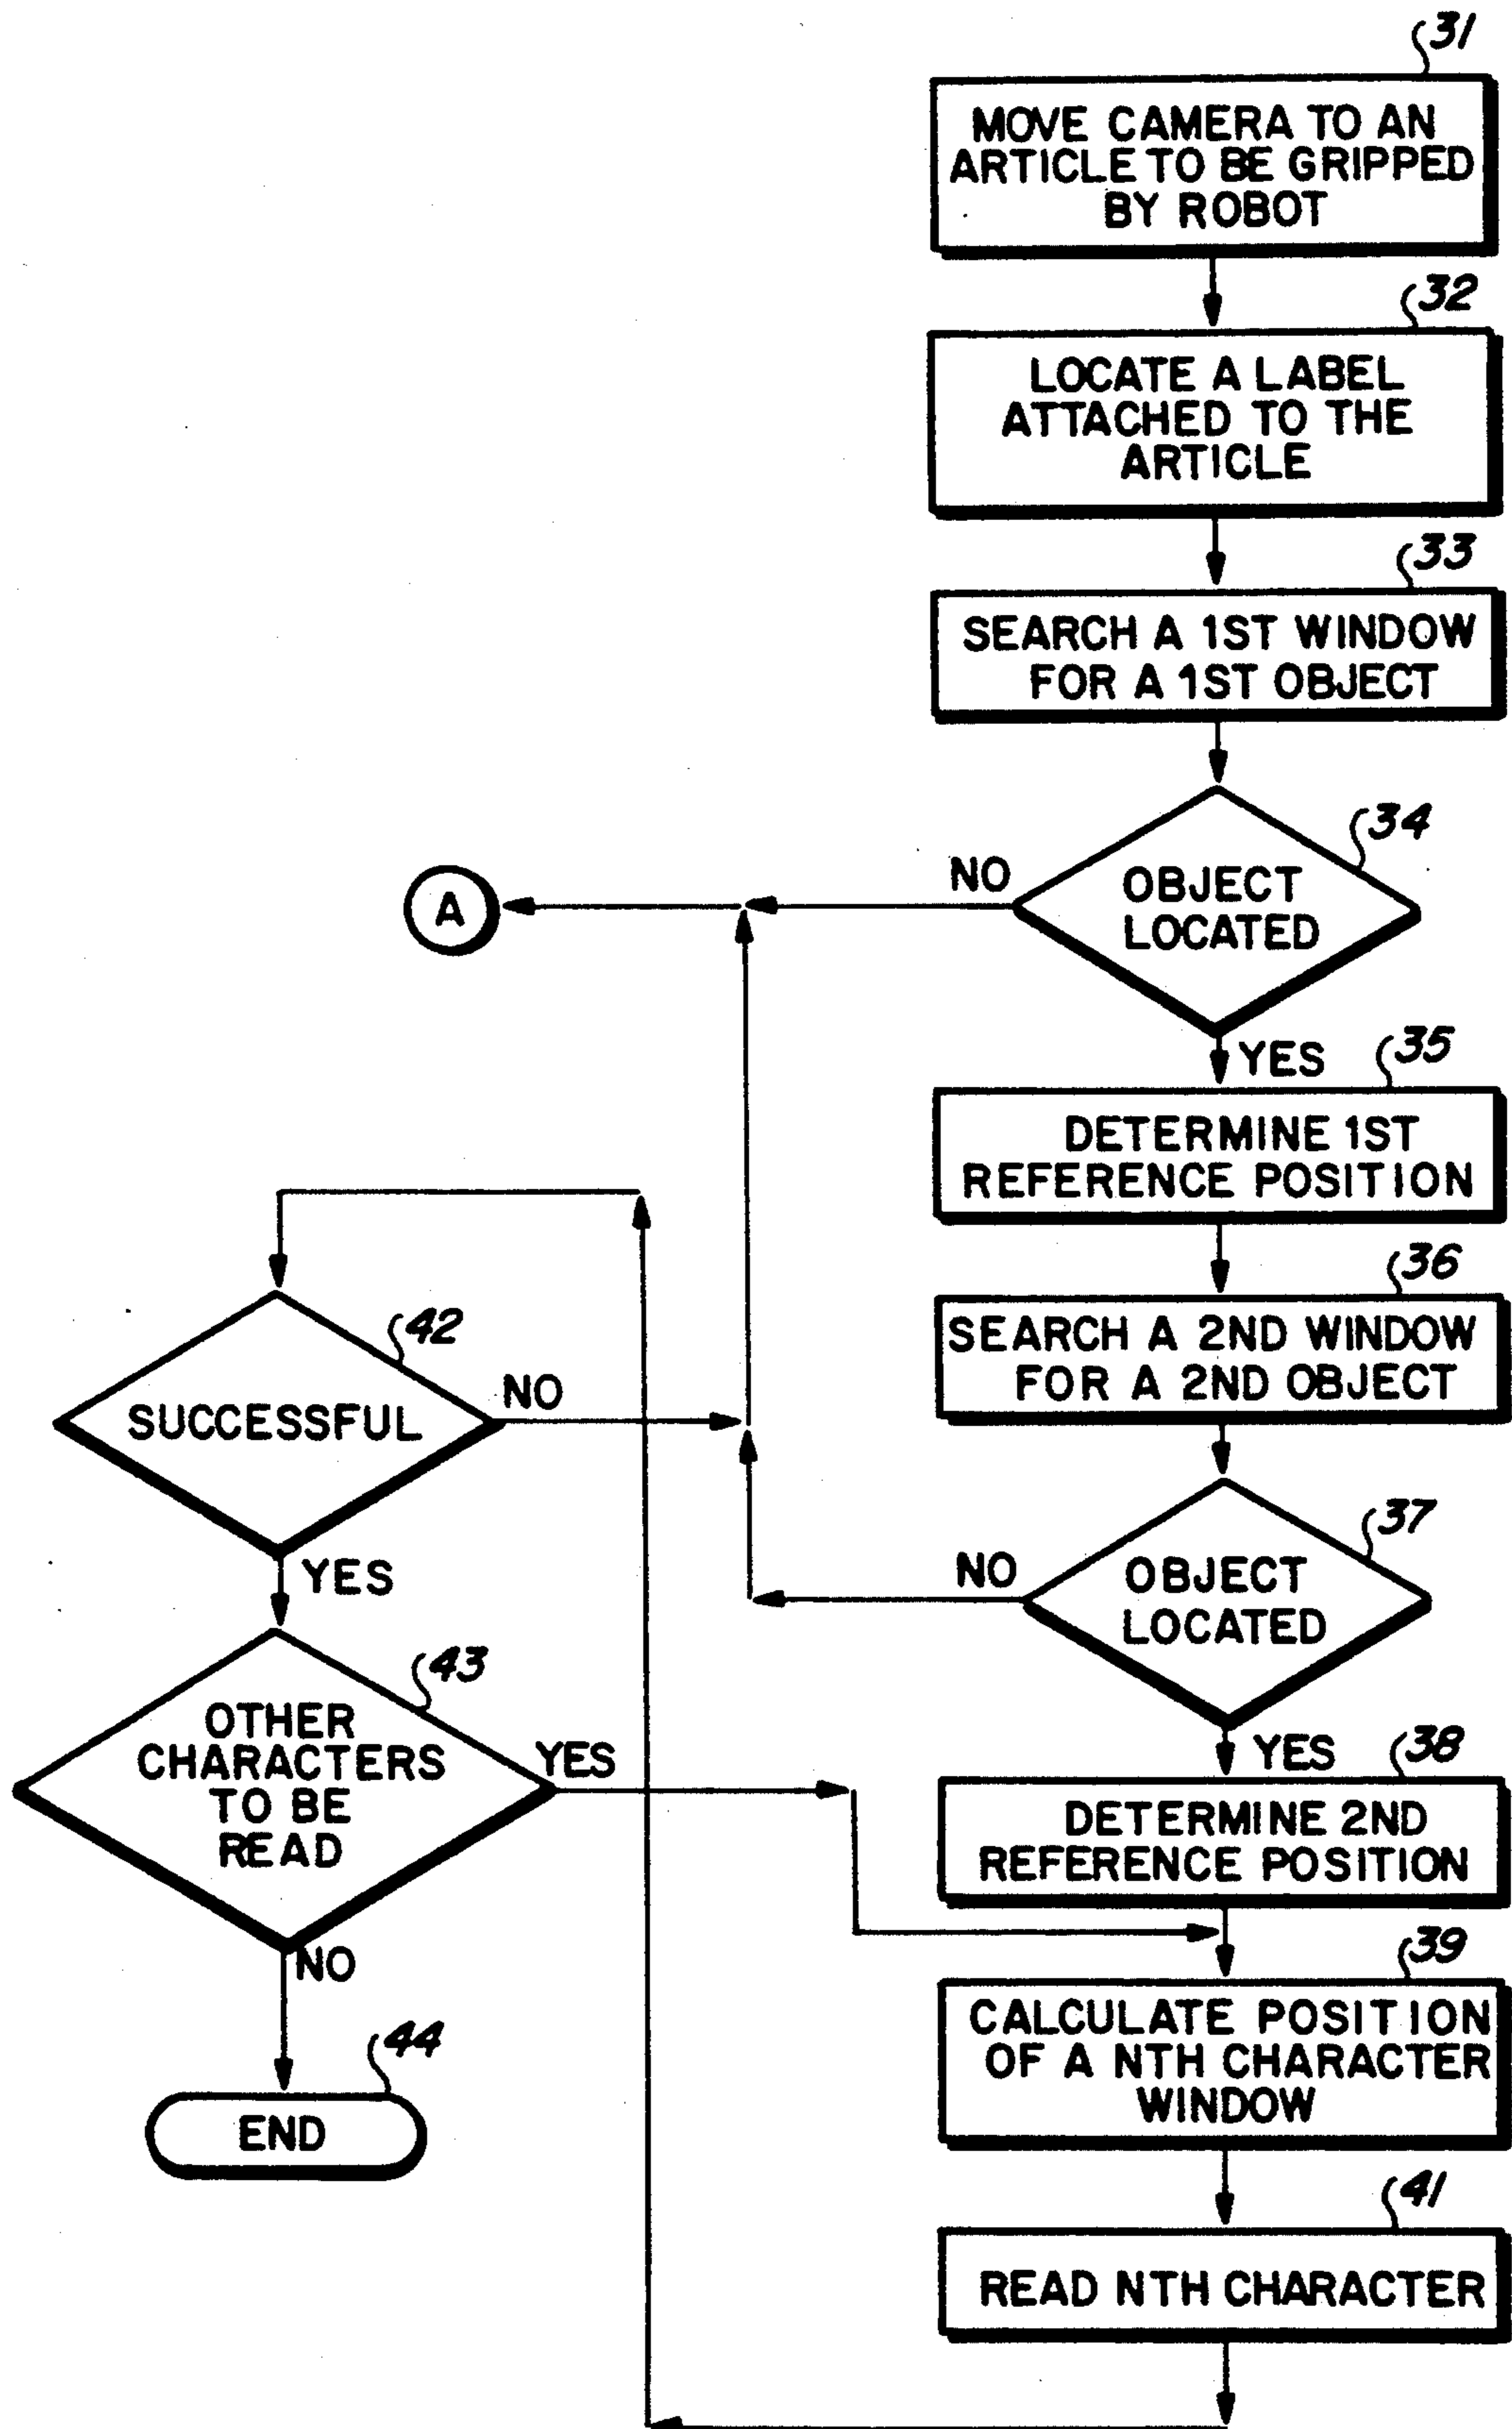 31
MOVE CAMERA TO AN
ARTICLE TO BE GRIPPED
BY ROBOT
32
LOCATE A LABEL
ATTACHED TO THE
ARTICLE
33
SEARCH A 1ST WINDOW
FOR A 1ST OBJECT
34
OBJECT
LOCATED
NO
A
YES
35
DETERMINE 1ST
REFERENCE POSITION
36
SEARCH A 2ND WINDOW
FOR A 2ND OBJECT
37
OBJECT
LOCATED
NO
YES
38
DETERMINE 2ND
REFERENCE POSITION
39
CALCULATE POSITION
OF A NTH CHARACTER
WINDOW
41
READ NTH CHARACTER
42
SUCCESSFUL
NO
YES
43
OTHER
CHARACTERS
TO BE
READ
YES
NO
44
END